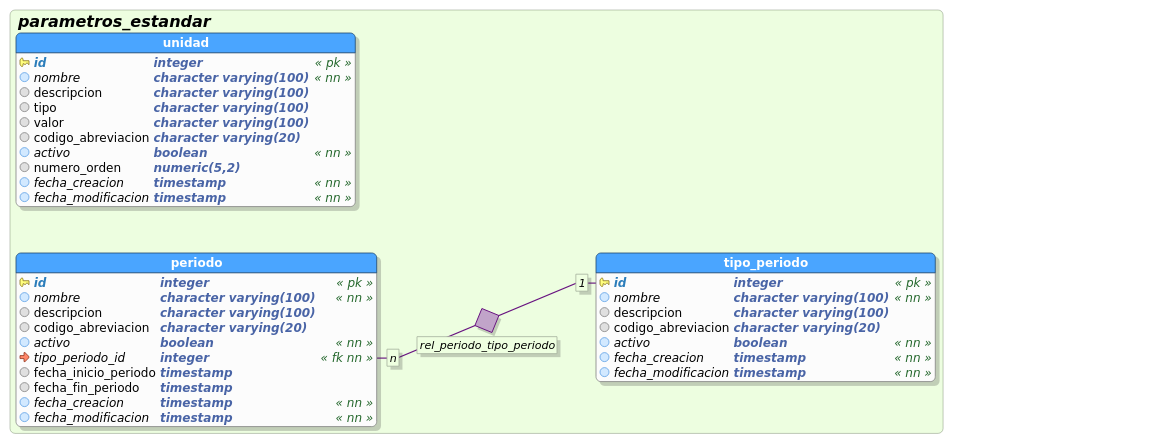 parametros_estandar
unidad
id integer « pk »
nombre character varying(100) « nn »
descripcion character varying(100)
tipo character varying(100)
valor character varying(100)
codigo_abreviacion character varying(20)
activo boolean « nn »
numero_orden numeric(5,2)
fecha_creacion timestamp « nn »
fecha_modificacion timestamp « nn »
periodo
id integer « pk »
nombre character varying(100) « nn »
descripcion character varying(100)
codigo_abreviacion character varying(20)
activo boolean « nn »
tipo_periodo_id integer « fk nn »
fecha_inicio_periodo timestamp
fecha_fin_periodo timestamp
fecha_creacion timestamp « nn »
fecha_modificacion timestamp « nn »
n
rel_periodo_tipo_periodo
1
tipo_periodo
id integer « pk »
nombre character varying(100) « nn »
descripcion character varying(100)
codigo_abreviacion character varying(20)
activo boolean « nn »
fecha_creacion timestamp « nn »
fecha_modificacion timestamp « nn »